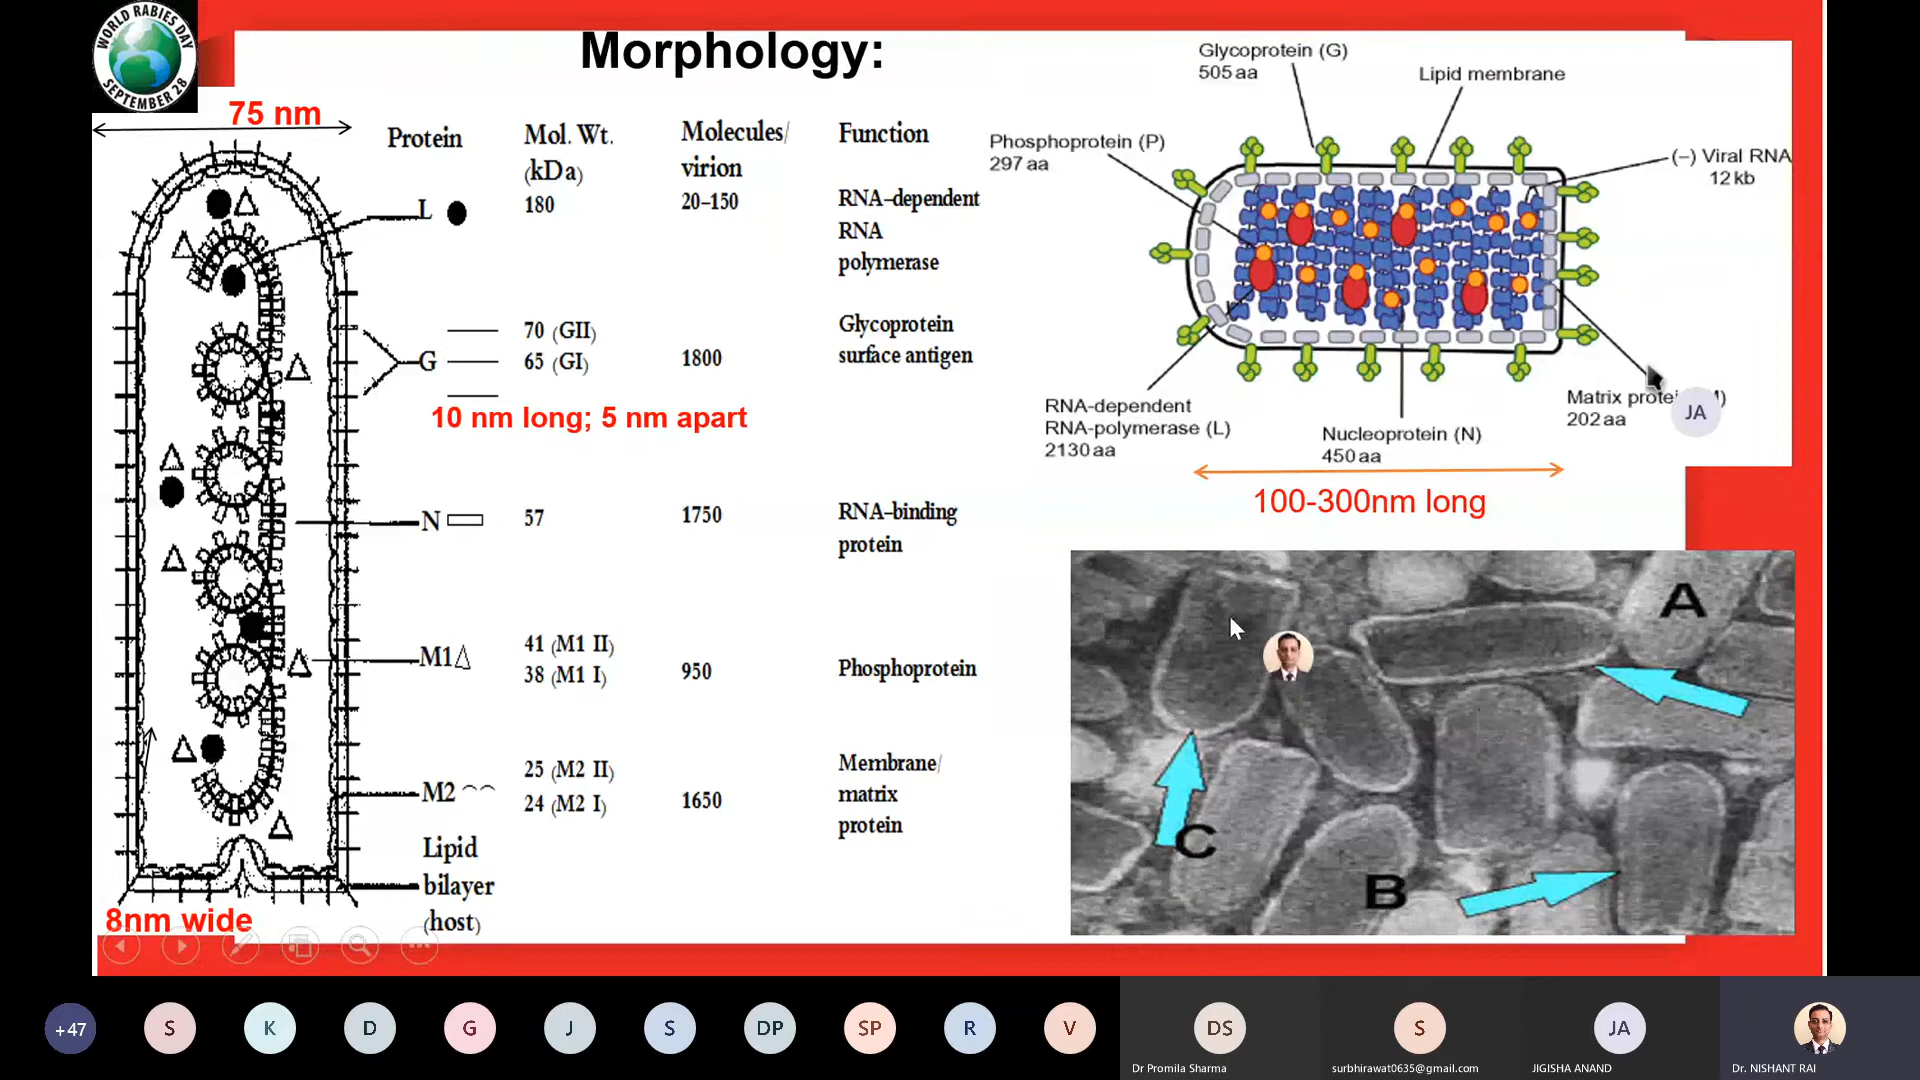 WORLD RABIES DAY
SEPTEMBER 28
Morphology:
75 nm
Protein
Mol. Wt.
(kDa)
Molecules/
virion
Function
L
180
20–150
RNA–dependent
RNA
polymerase
G
70 (GII)
65 (GI)
1800
Glycoprotein
surface antigen
10 nm long; 5 nm apart
N
57
1750
RNA–binding
protein
M1
41 (M1 II)
38 (M1 I)
950
Phosphoprotein
M2
25 (M2 II)
24 (M2 I)
1650
Membrane/
matrix
protein
Lipid
bilayer
(host)
8nm wide
Glycoprotein (G)
505 aa
Lipid membrane
Phosphoprotein (P)
297 aa
(–) Viral RNA
12 kb
RNA-dependent
RNA-polymerase (L)
2130 aa
Nucleoprotein (N)
450 aa
Matrix
202 aa
JA
100-300nm long
A
C
B
+47
S
K
D
G
J
S
DP
SP
R
V
DS
S
JA
Dr Promila Sharma
surbhirawat0635@gmail.com
JIGISHA ANAND
Dr. NISHANT RAI